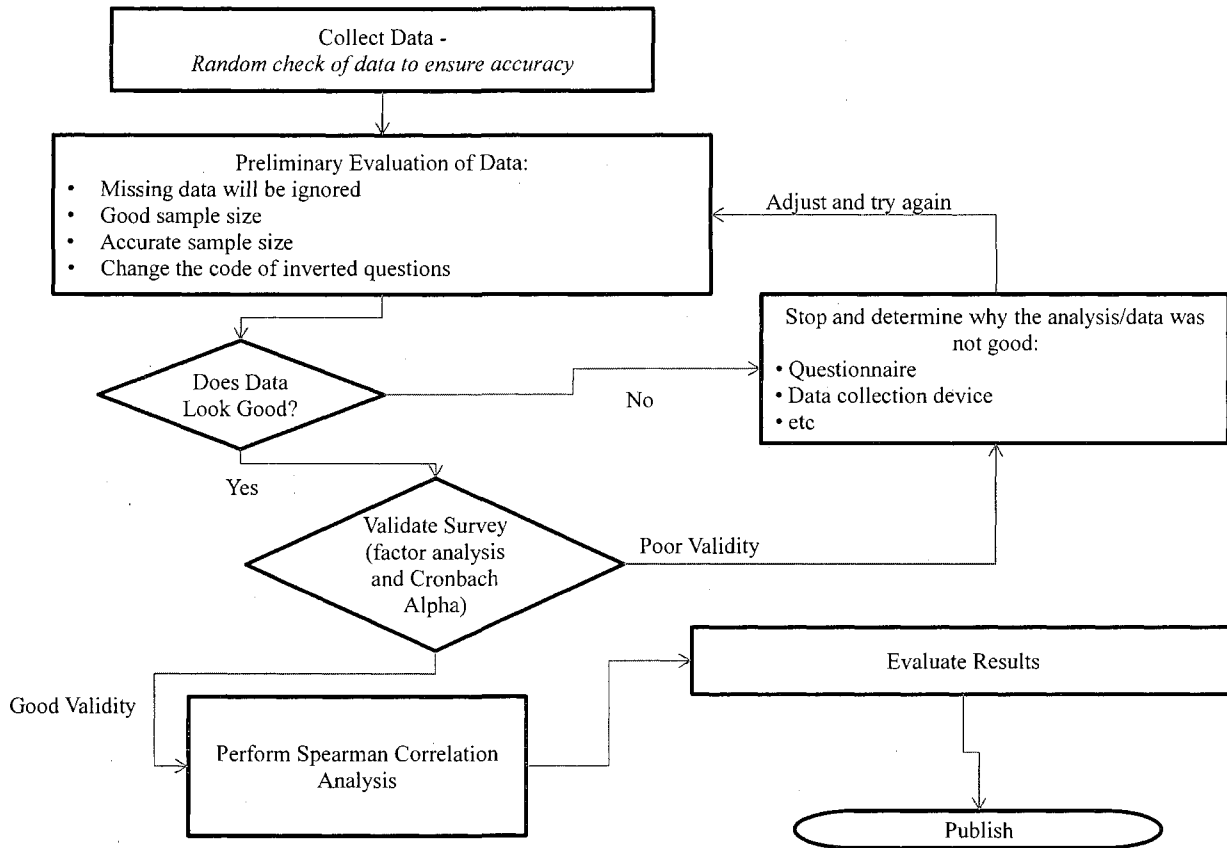 Collect Data -
Random check of data to ensure accuracy
Preliminary Evaluation of Data:
• Missing data will be ignored
• Good sample size
• Accurate sample size
• Change the code of inverted questions
Adjust and try again
Stop and determine why the analysis/data was
not good:
• Questionnaire
• Data collection device
• etc
Does Data
Look Good?
No
Yes
Validate Survey
(factor analysis
and Cronbach
Alpha)
Poor Validity
Good Validity
Perform Spearman Correlation
Analysis
Evaluate Results
Publish